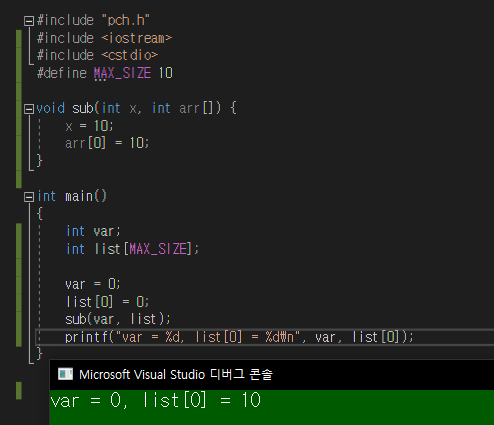 #include "pch.h"
#include <iostream>
#include <cstdio>
#define MAX_SIZE 10
void sub(int x, int arr[]) {
x = 10;
arr[0] = 10;
}
int main()
{
int var;
int list[MAX_SIZE];
var = 0;
list[0] = 0;
sub(var, list);
printf("var = %d, list[0] = %d₩n", var, list[0]);
}
Microsoft Visual Studio 디버그 콘솔
var = 0, list[0] = 10